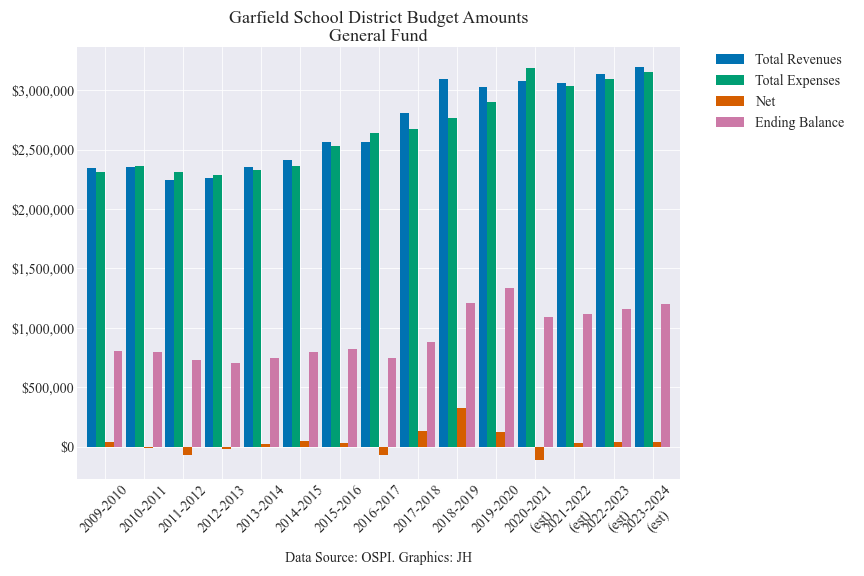 Garfield School District Budget Amounts
General Fund
Total Revenues
Total Expenses
Net
Ending Balance
$3,000,000
$2,500,000
$2,000,000
$1,500,000
$1,000,000
$500,000
$0
2009-2010
2010-2011
2011-2012
2012-2013
2013-2014
2014-2015
2015-2016
2016-2017
2017-2018
2018-2019
2019-2020
2020-2021
(est)
2021-2022
(est)
2022-2023
(est)
2023-2024
(est)
Data Source: OSPI. Graphics: JH